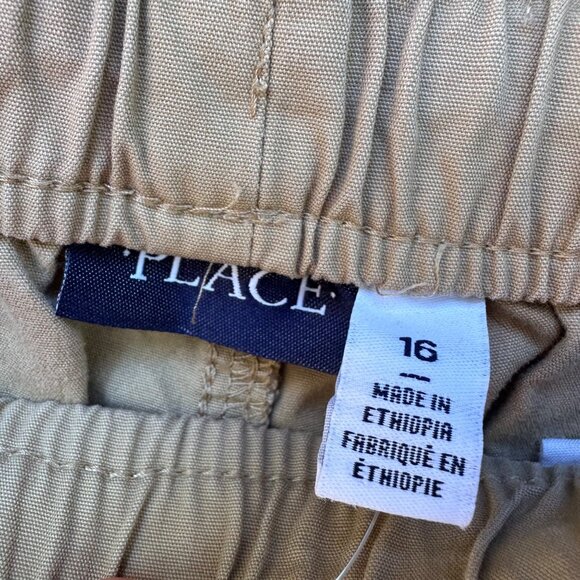 ·PLACE·
16
MADE IN
ETHIOPIA
FABRIQUÉ EN
ÉTHIOPIE